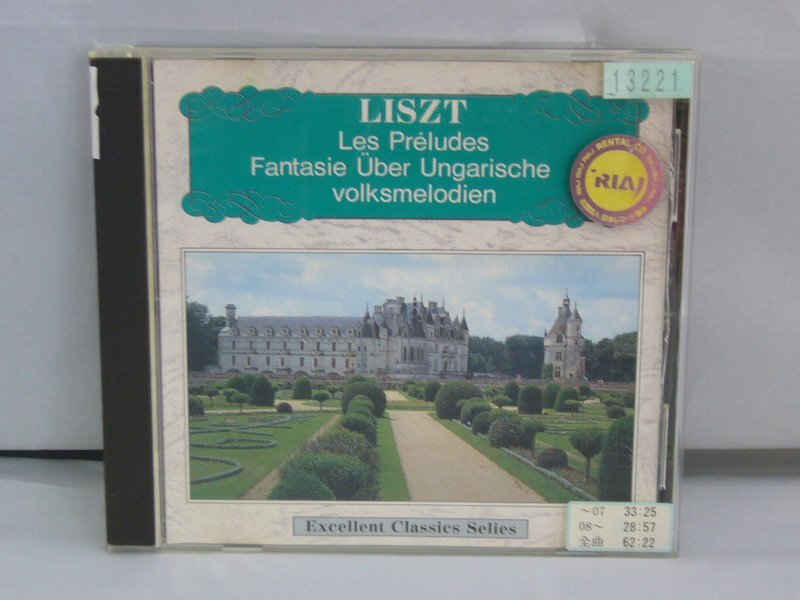 13221
LISZT
Les Préludes
Fantasie Über Ungarische
volksmelodien
RENTAL CD
RIAJ
Excellent Classics Selies
～07 33:25
08～ 28:57
全曲 62:22